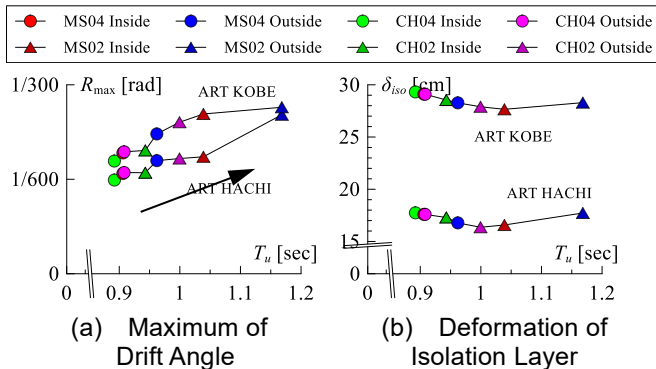 MS04 Inside MS04 Outside CH04 Inside CH04 Outside
MS02 Inside MS02 Outside CH02 Inside CH02 Outside
1/300 Rmax [rad]
ART KOBE
1/600
ART HACHI
0
Tu [sec]
0 0.9 1 1.1 1.2
(a) Maximum of
Drift Angle
30 δiso [cm]
25
ART KOBE
20
ART HACHI
15
0
Tu [sec]
0 0.9 1 1.1 1.2
(b) Deformation of
Isolation Layer